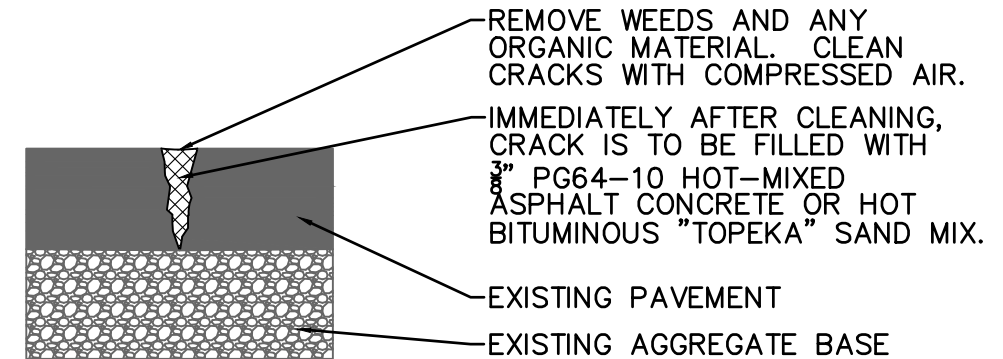 REMOVE WEEDS AND ANY
ORGANIC MATERIAL.  CLEAN
CRACKS WITH COMPRESSED AIR.
IMMEDIATELY AFTER CLEANING,
CRACK IS TO BE FILLED WITH
3/8" PG64-10 HOT-MIXED
ASPHALT CONCRETE OR HOT
BITUMINOUS "TOPEKA" SAND MIX.
EXISTING PAVEMENT
EXISTING AGGREGATE BASE